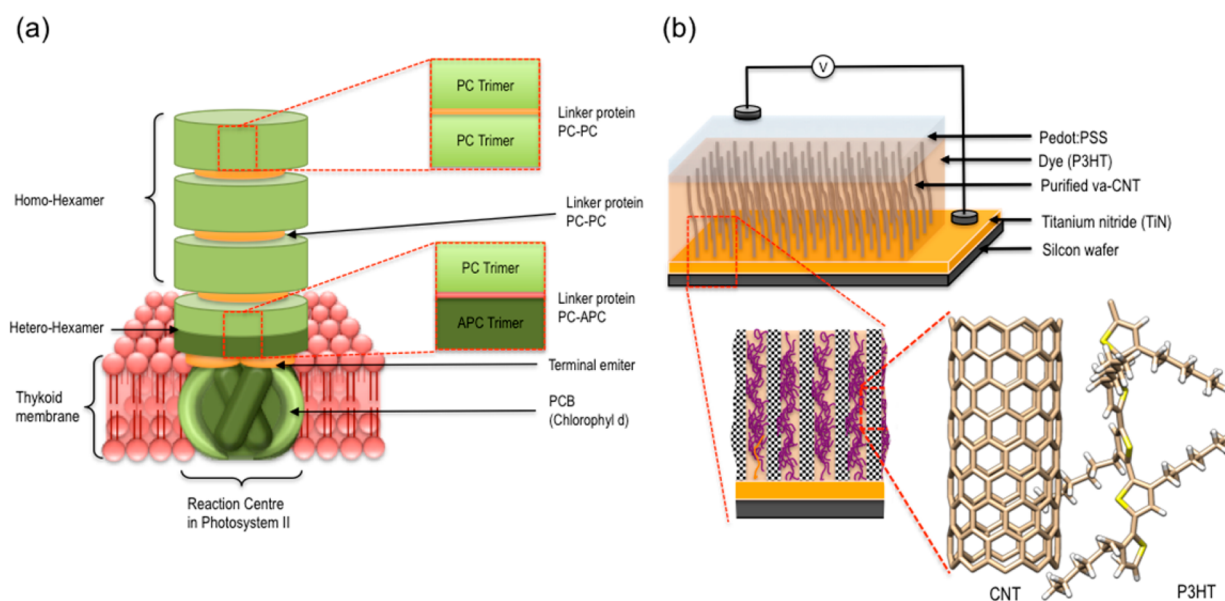 (a)
PC Trimer
PC Trimer
Linker protein
PC-PC
Homo-Hexamer
Linker protein
PC-PC
PC Trimer
APC Trimer
Linker protein
PC-APC
Hetero-Hexamer
Terminal emiter
Thykoid
membrane
PCB
(Chlorophyl d)
Reaction Centre
in Photosystem II
(b)
V
Pedot:PSS
Dye (P3HT)
Purified va-CNT
Titanium nitride (TiN)
Silcon wafer
CNT
P3HT